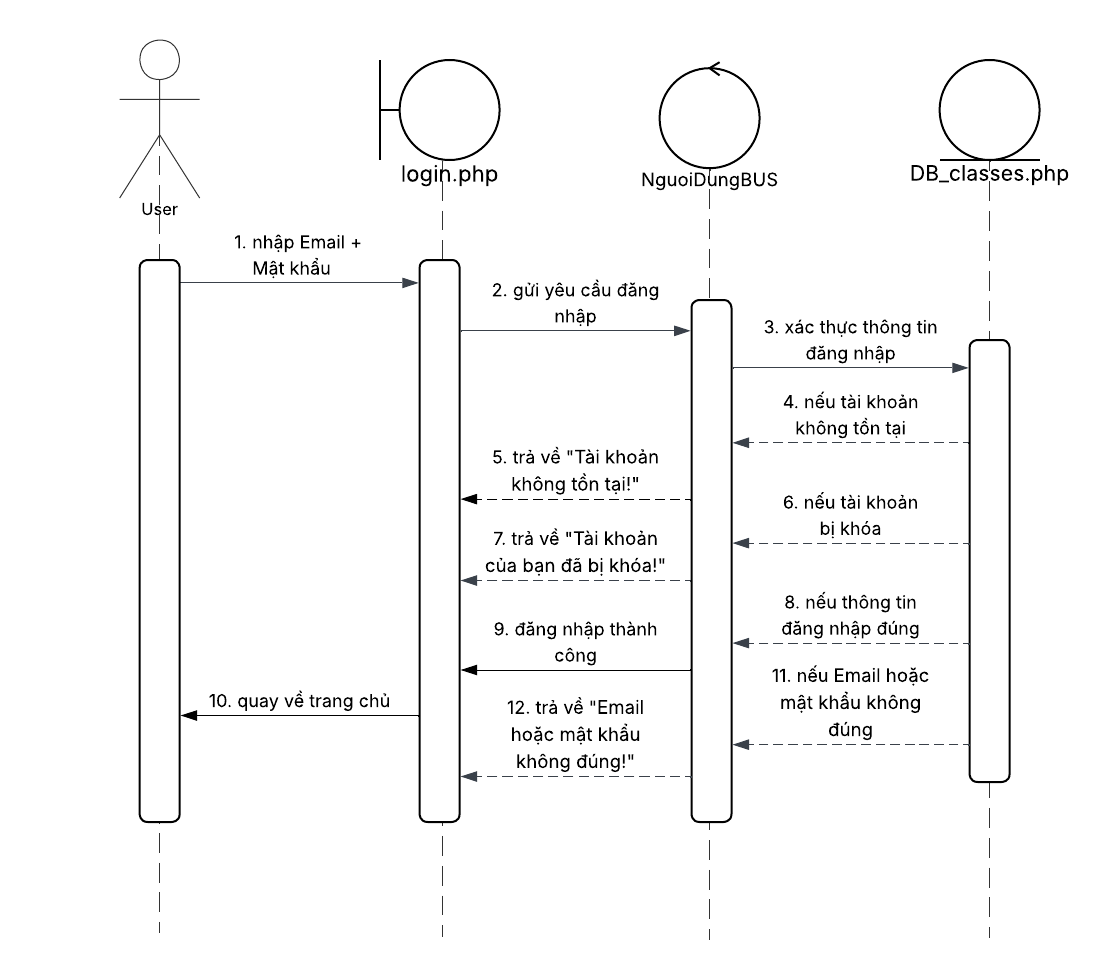 login.php
NguoiDungBUS
DB_classes.php
User
1. nhập Email +
Mật khẩu
2. gửi yêu cầu đăng
nhập
3. xác thực thông tin
đăng nhập
4. nếu tài khoản
không tồn tại
5. trả về "Tài khoản
không tồn tại!"
6. nếu tài khoản
bị khóa
7. trả về "Tài khoản
của bạn đã bị khóa!"
8. nếu thông tin
đăng nhập đúng
9. đăng nhập thành
công
10. quay về trang chủ
11. nếu Email hoặc
mật khẩu không
đúng
12. trả về "Email
hoặc mật khẩu
không đúng!"